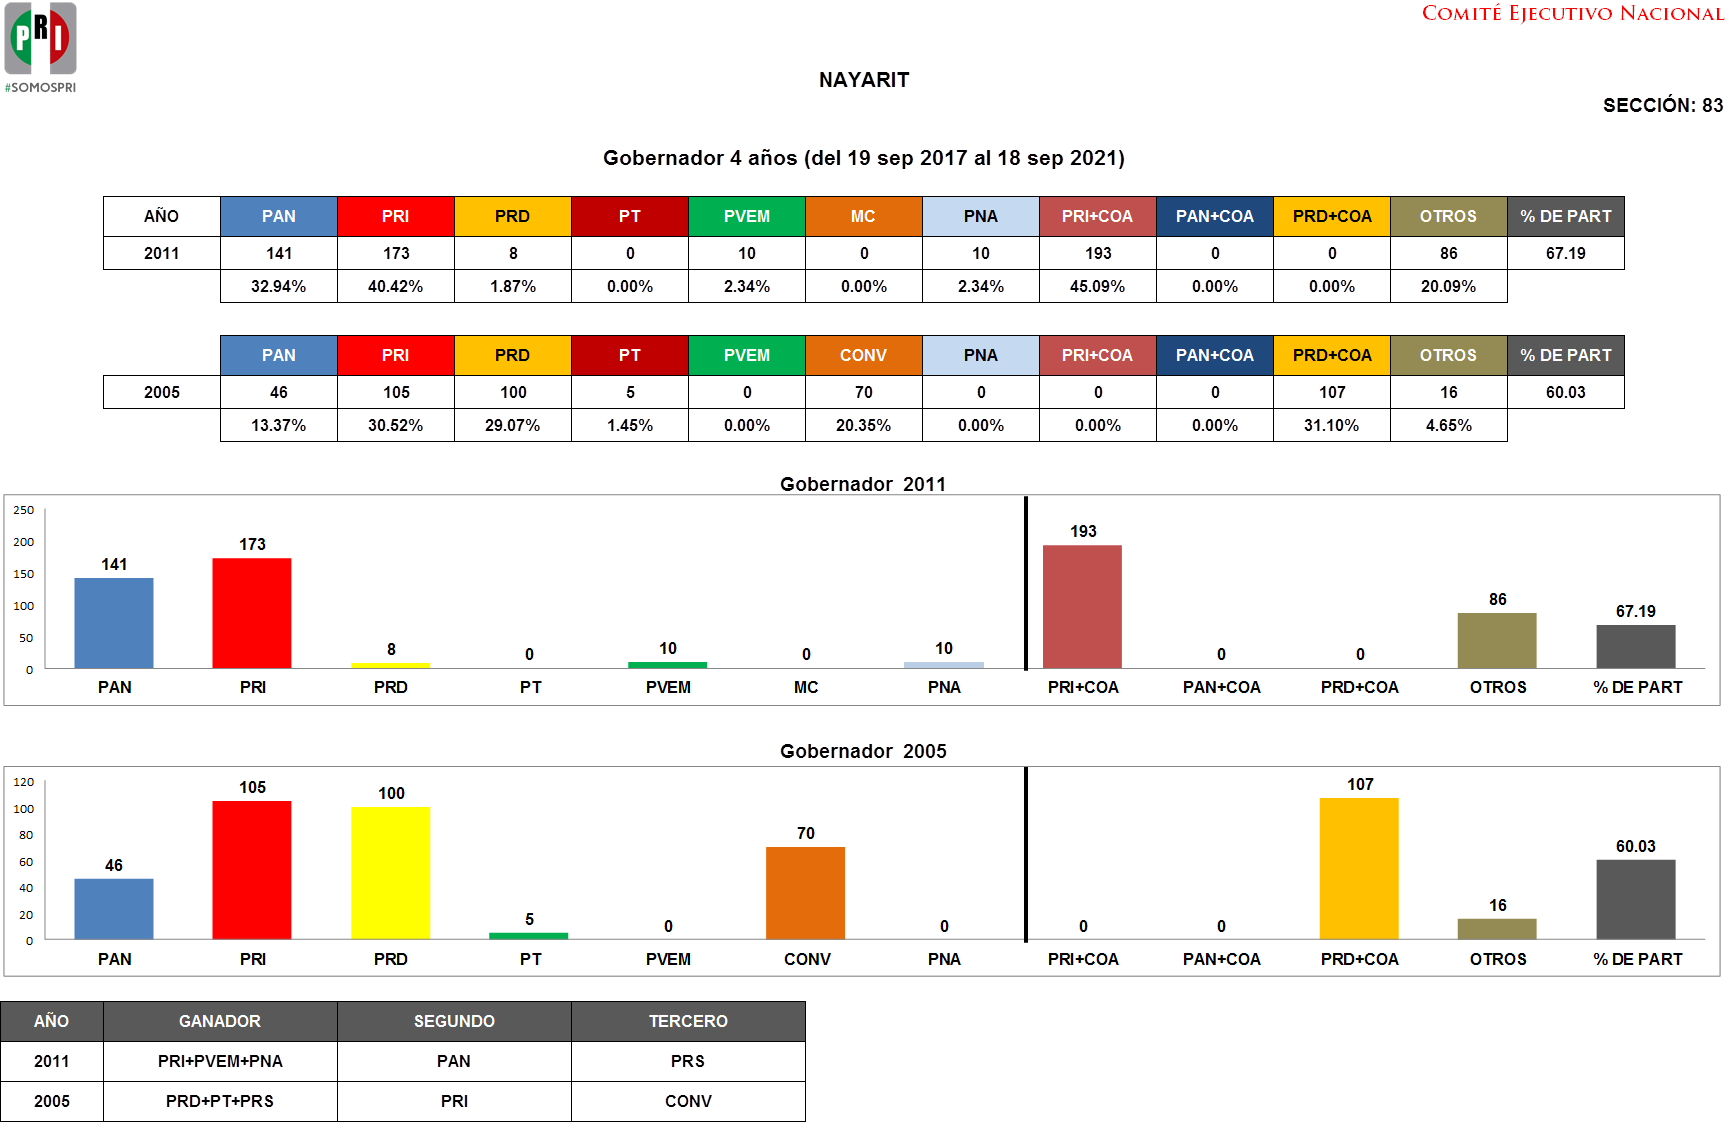 PRI
#SOMOSPRI
COMITÉ EJECUTIVO NACIONAL
NAYARIT
SECCIÓN: 83
Gobernador 4 años (del 19 sep 2017 al 18 sep 2021)
AÑO PAN PRI PRD PT PVEM MC PNA PRI+COA PAN+COA PRD+COA OTROS % DE PART
2011 141 173 8 0 10 0 10 193 0 0 86 67.19
32.94% 40.42% 1.87% 0.00% 2.34% 0.00% 2.34% 45.09% 0.00% 0.00% 20.09%
PAN PRI PRD PT PVEM CONV PNA PRI+COA PAN+COA PRD+COA OTROS % DE PART
2005 46 105 100 5 0 70 0 0 0 107 16 60.03
13.37% 30.52% 29.07% 1.45% 0.00% 20.35% 0.00% 0.00% 0.00% 31.10% 4.65%
Gobernador 2011
250
200
150
100
50
0
141 173 8 0 10 0 10 193 0 0 86 67.19
PAN PRI PRD PT PVEM MC PNA PRI+COA PAN+COA PRD+COA OTROS % DE PART
Gobernador 2005
120
100
80
60
40
20
0
46 105 100 5 0 70 0 0 0 107 16 60.03
PAN PRI PRD PT PVEM CONV PNA PRI+COA PAN+COA PRD+COA OTROS % DE PART
AÑO GANADOR SEGUNDO TERCERO
2011 PRI+PVEM+PNA PAN PRS
2005 PRD+PT+PRS PRI CONV